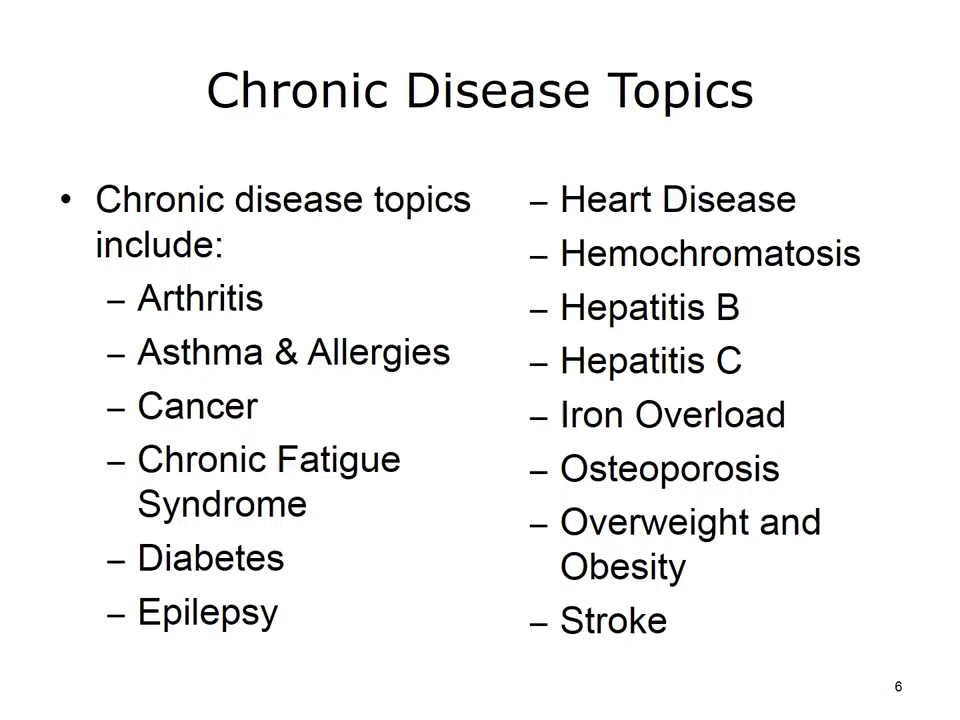 Chronic Disease Topics
• Chronic disease topics
include:
– Arthritis
– Asthma & Allergies
– Cancer
– Chronic Fatigue
Syndrome
– Diabetes
– Epilepsy
– Heart Disease
– Hemochromatosis
– Hepatitis B
– Hepatitis C
– Iron Overload
– Osteoporosis
– Overweight and
Obesity
– Stroke
6